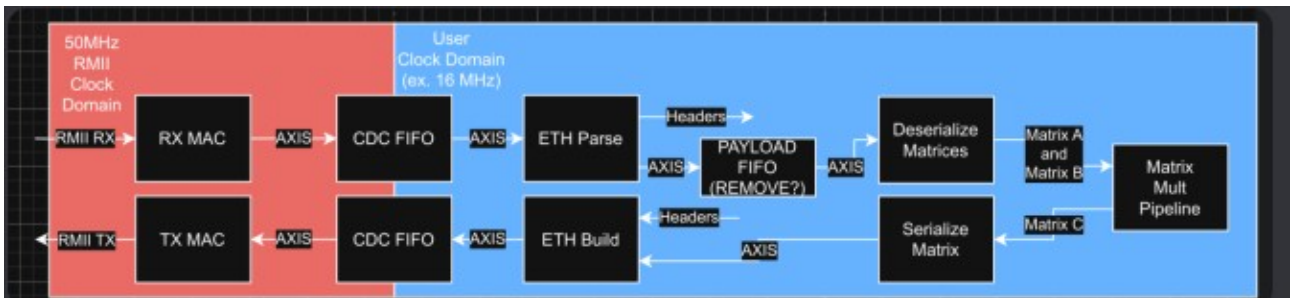 50MHz
RMII
Clock
Domain
User
Clock Domain
(ex. 16 MHz)
RMII RX
RX MAC
AXIS
CDC FIFO
AXIS
ETH Parse
Headers
AXIS
PAYLOAD
FIFO
(REMOVE?)
AXIS
Deserialize
Matrices
Matrix A
and
Matrix B
Matrix
Mult
Pipeline
RMII TX
TX MAC
AXIS
CDC FIFO
AXIS
ETH Build
Headers
AXIS
Serialize
Matrix
Matrix C